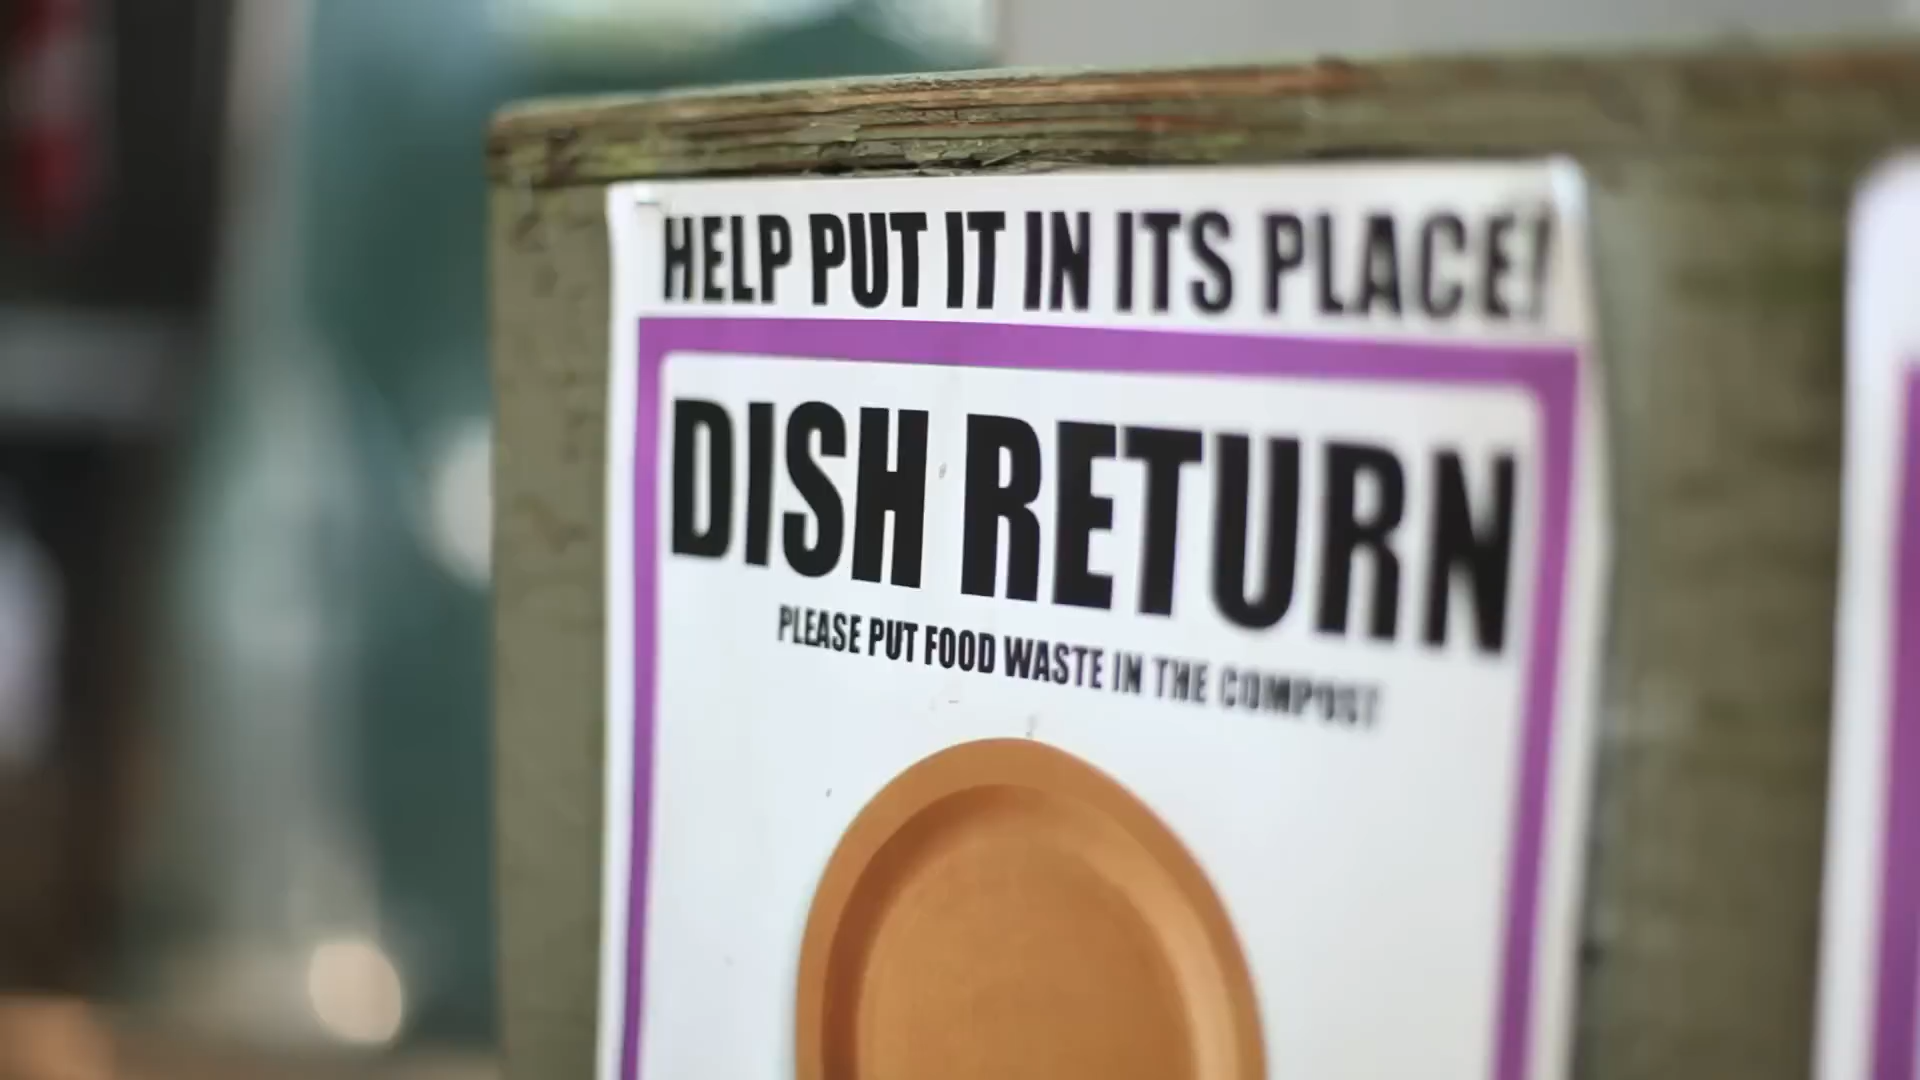 HELP PUT IT IN ITS PLACE!
DISH RETURN
PLEASE PUT FOOD WASTE IN THE COMPOST